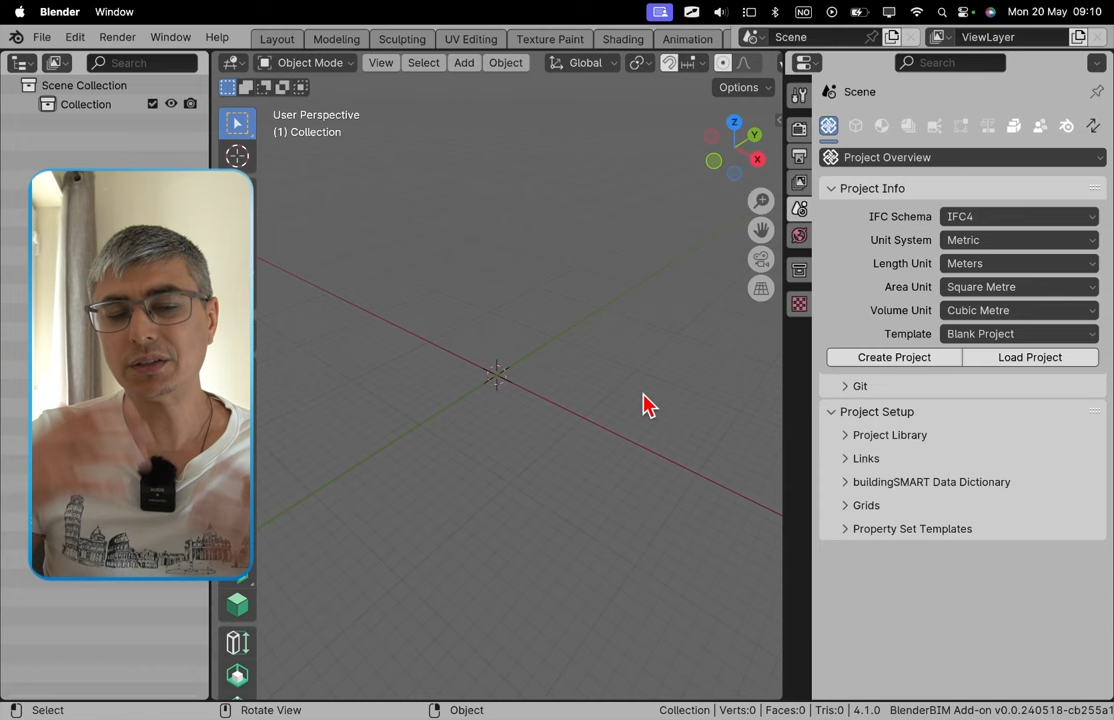 Blender Window NO Mon 20 May 09:10
File Edit Render Window Help Layout Modeling Sculpting UV Editing Texture Paint Shading Animation Scene ViewLayer
Search Object Mode View Select Add Object Global Search
Scene Collection
Options
Scene
Collection
User Perspective
(1) Collection
Z
Y
X
Project Overview
Project Info
IFC Schema IFC4
Unit System Metric
Length Unit Meters
Area Unit Square Metre
Volume Unit Cubic Metre
Template Blank Project
Create Project Load Project
Git
Project Setup
Project Library
Links
buildingSMART Data Dictionary
Grids
Property Set Templates
Select Rotate View Object Collection | Verts:0 | Faces:0 | Tris:0 | 4.1.0 BlenderBIM Add-on v0.0.240518-cb255a1